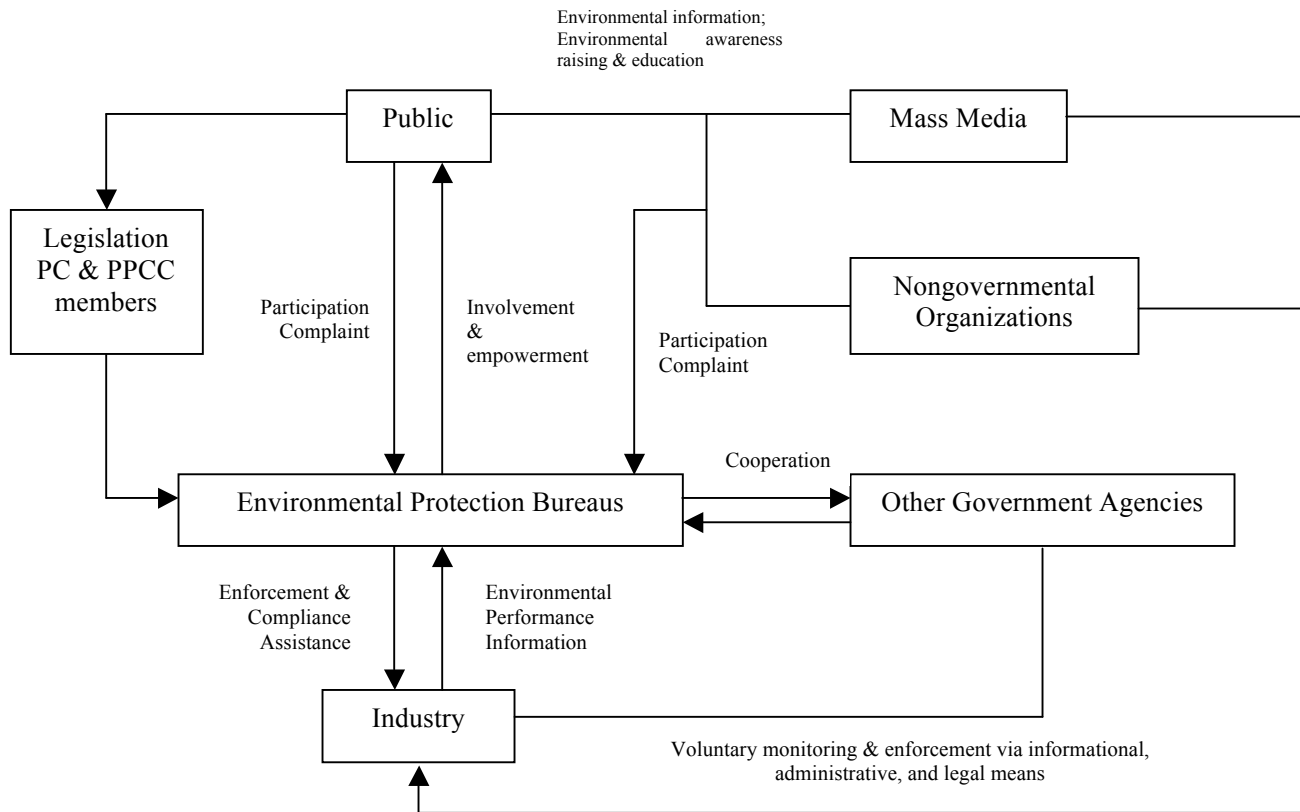 Environmental information;
Environmental awareness
raising & education
Public
Mass Media
Legislation
PC & PPCC
members
Nongovernmental
Organizations
Participation
Complaint
Involvement
&
empowerment
Participation
Complaint
Cooperation
Environmental Protection Bureaus
Other Government Agencies
Enforcement &
Compliance
Assistance
Environmental
Performance
Information
Industry
Voluntary monitoring & enforcement via informational,
administrative, and legal means